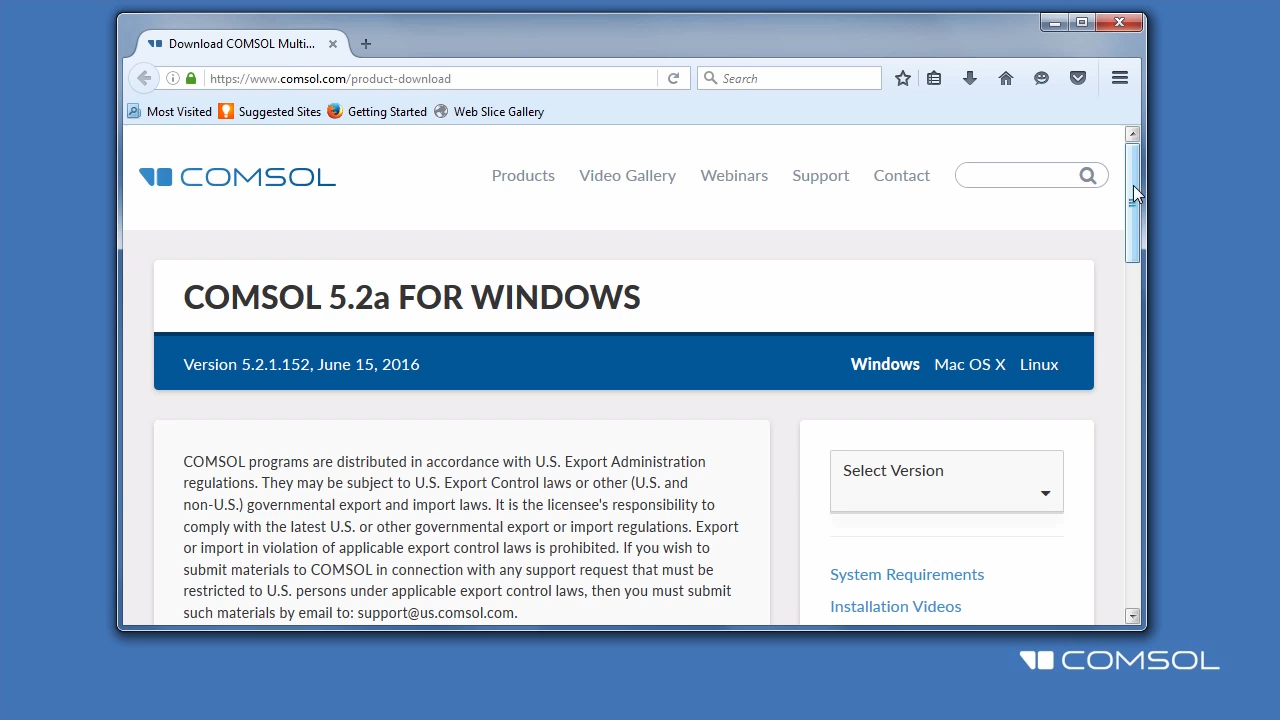 Download COMSOL Multi...
https://www.comsol.com/product-download
Search
Most Visited
Suggested Sites
Getting Started
Web Slice Gallery
COMSOL
Products
Video Gallery
Webinars
Support
Contact
COMSOL 5.2a FOR WINDOWS
Version 5.2.1.152, June 15, 2016
Windows
Mac OS X
Linux
COMSOL programs are distributed in accordance with U.S. Export Administration
regulations. They may be subject to U.S. Export Control laws or other (U.S. and
non-U.S.) governmental export and import laws. It is the licensee's responsibility to
comply with the latest U.S. or other governmental export or import regulations. Export
or import in violation of applicable export control laws is prohibited. If you wish to
submit materials to COMSOL in connection with any support request that must be
restricted to U.S. persons under applicable export control laws, then you must submit
such materials by email to: support@us.comsol.com.
Select Version
System Requirements
Installation Videos
COMSOL